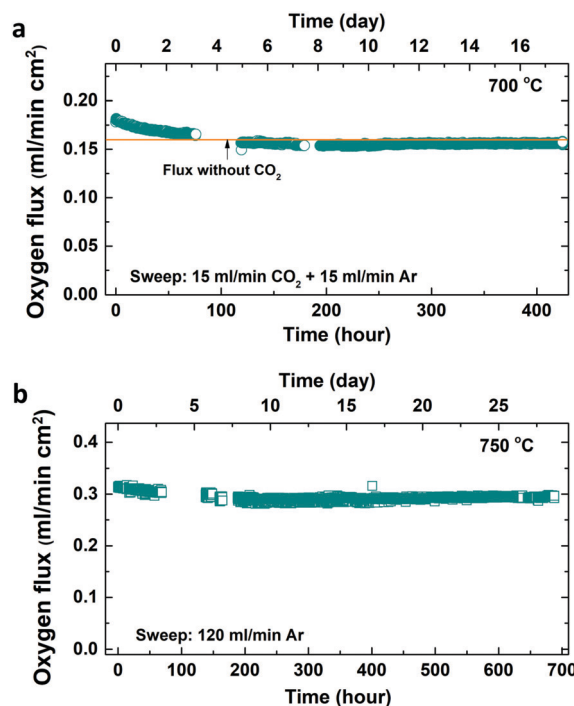 a
Time (day)
0 2 4 6 8 10 12 14 16
700 °C
0.20
0.15
0.10
0.05
0.00
Oxygen flux (ml/min cm²)
Flux without CO₂
Sweep: 15 ml/min CO₂ + 15 ml/min Ar
0 100 200 300 400
Time (hour)
b
Time (day)
0 5 10 15 20 25
750 °C
0.4
0.3
0.2
0.1
0.0
Oxygen flux (ml/min cm²)
Sweep: 120 ml/min Ar
0 100 200 300 400 500 600 700
Time (hour)